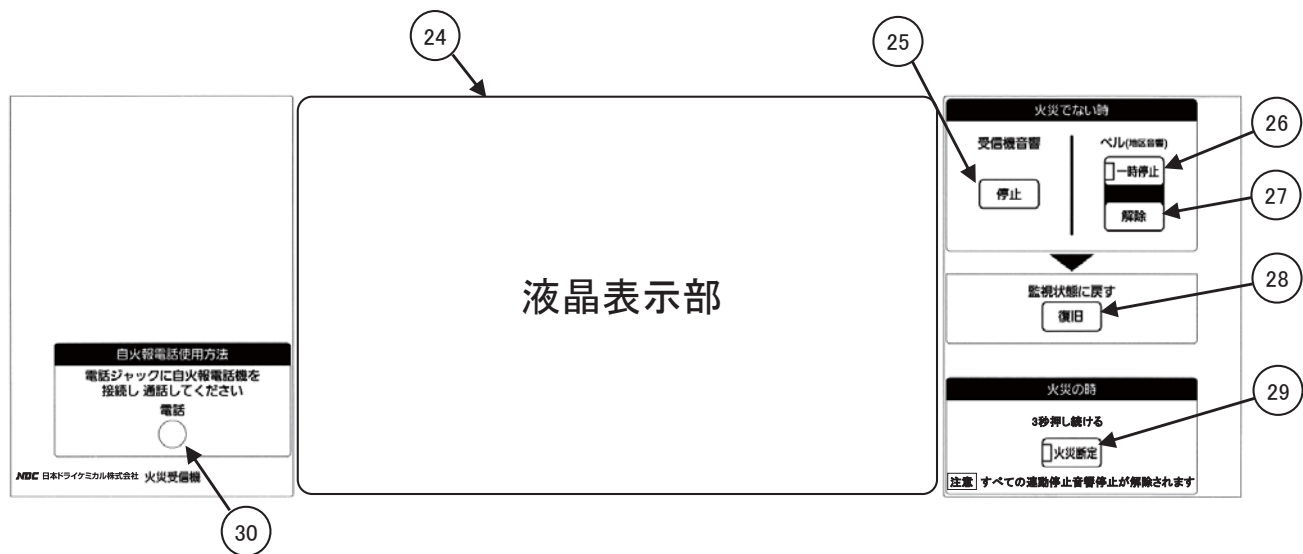 24
25
26
27
28
29
30
火災でない時
受信機音響
ベル(地区音響)
停止
一時停止
解除
監視状態に戻す
復旧
火災の時
3秒押し続ける
火災断定
注意 すべての連動停止音響停止が解除されます
液晶表示部
自火報電話使用方法
電話ジャックに自火報電話機を
接続し 通話してください
電話
NDC 日本ドライケミカル株式会社 火災受信機